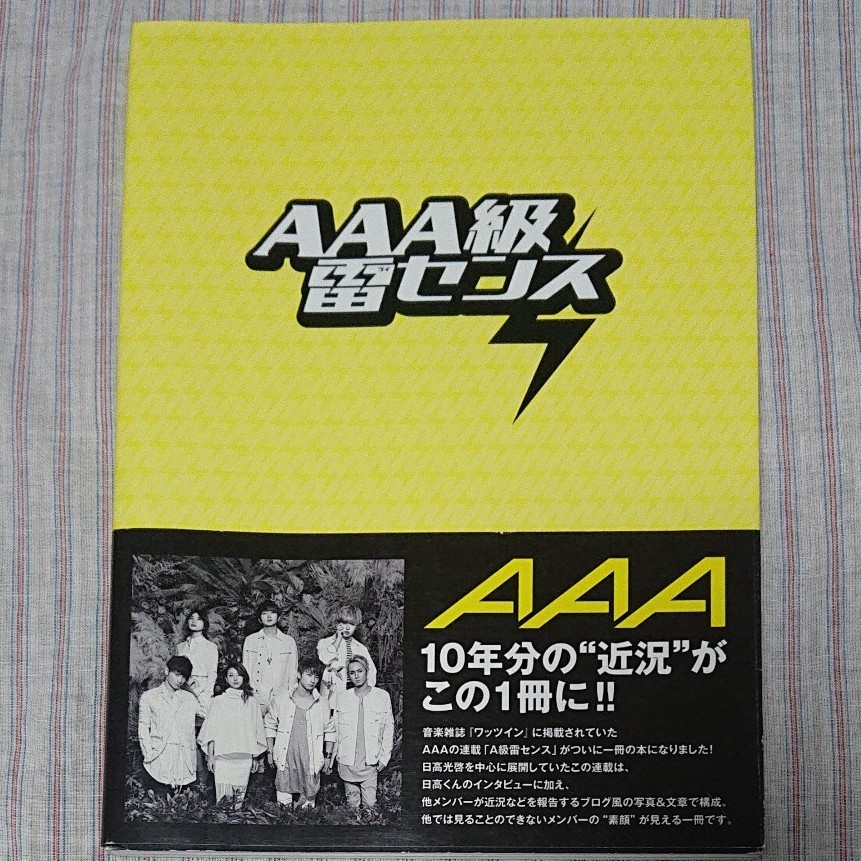 AAA級
雷センス
AAA
10年分の“近況”が
この1冊に!!
音楽雑誌『ワッツイン』に掲載されていた
AAAの連載「A級雷センス」がついに一冊の本になりました!
日高光啓を中心に展開していたこの連載は、
日高くんのインタビューに加え、
他メンバーが近況などを報告するブログ風の写真&文章で構成。
他では見ることのできないメンバーの“素顔”が見える一冊です。